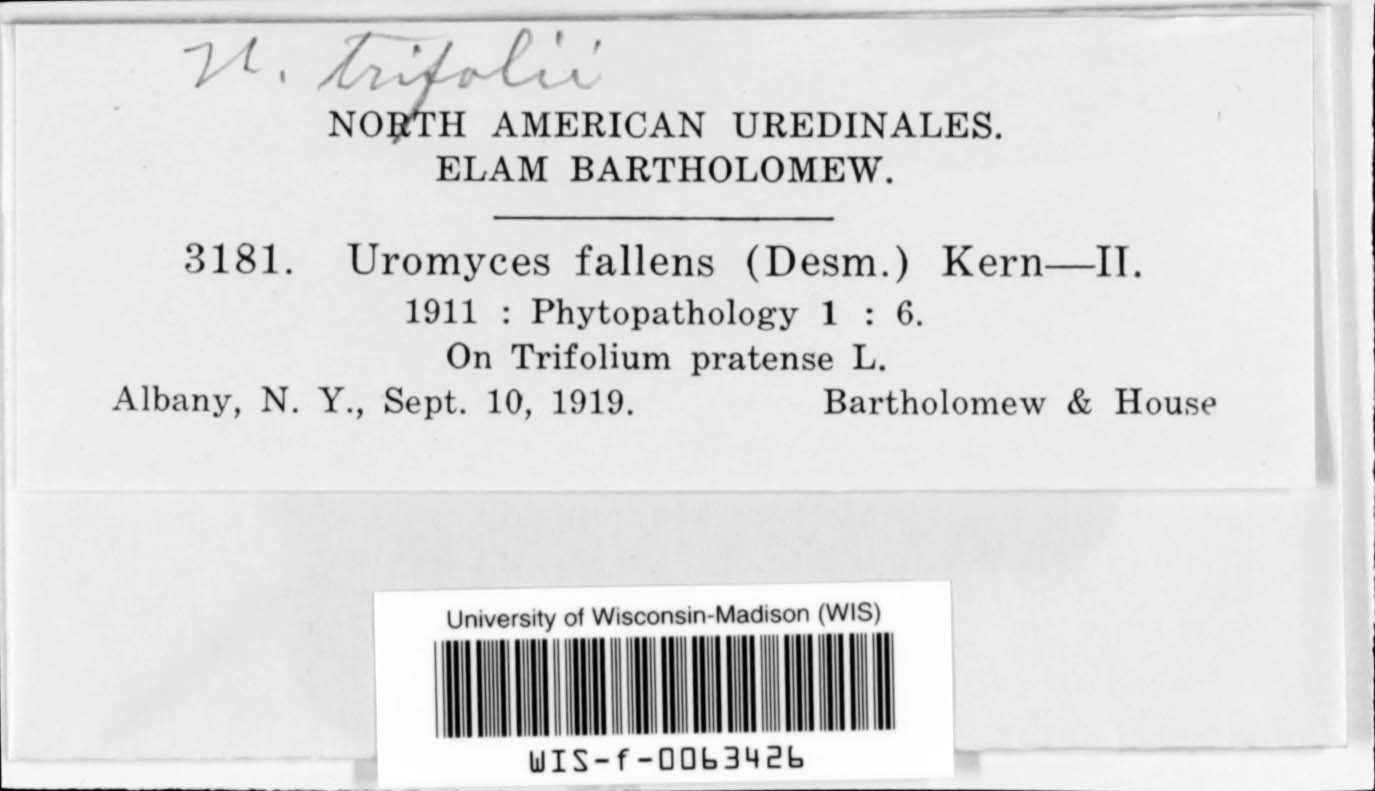 U. trifolii
NORTH AMERICAN UREDINALES.
ELAM BARTHOLOMEW.
3181. Uromyces fallens (Desm.) Kern—II.
1911 : Phytopathology 1 : 6.
On Trifolium pratense L.
Albany, N. Y., Sept. 10, 1919. Bartholomew & House
University of Wisconsin-Madison (WIS)
WIS-f-0063426